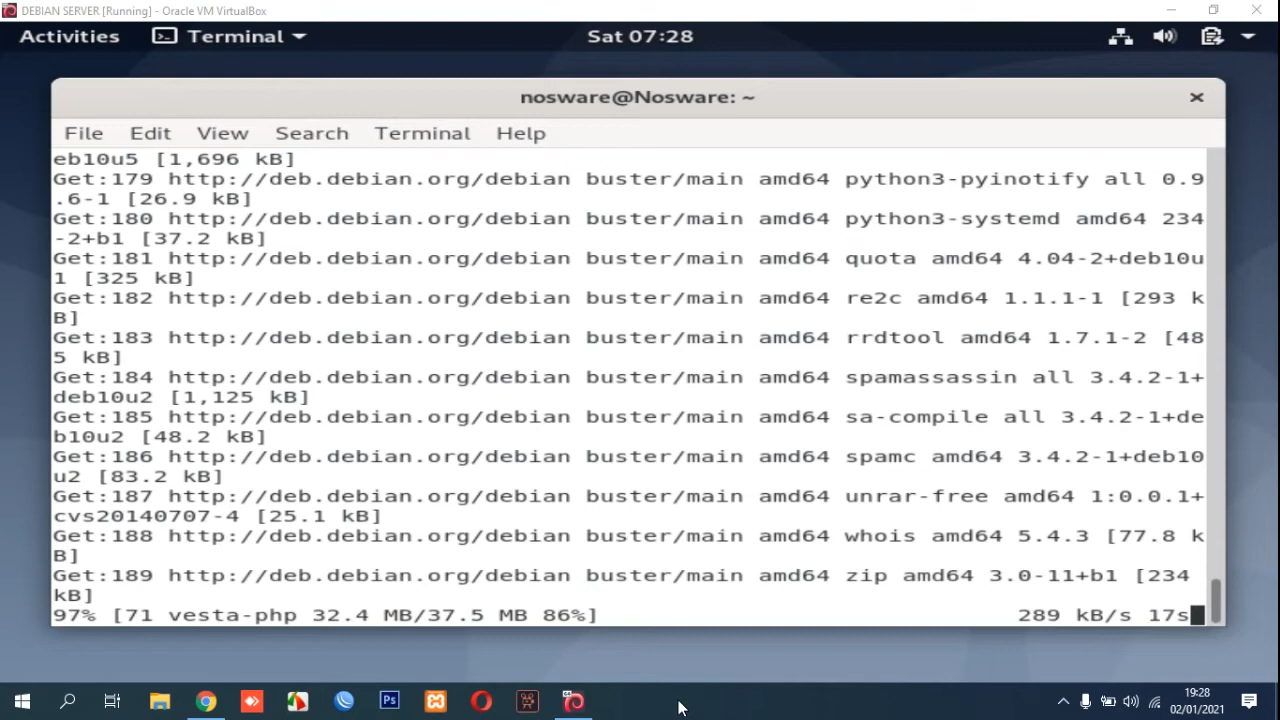 DEBIAN SERVER [Running] - Oracle VM VirtualBox
Activities Terminal Sat 07:28
nosware@Nosware: ~
File Edit View Search Terminal Help
eb10u5 [1,696 kB]
Get:179 http://deb.debian.org/debian buster/main amd64 python3-pyinotify all 0.9
.6-1 [26.9 kB]
Get:180 http://deb.debian.org/debian buster/main amd64 python3-systemd amd64 234
-2+b1 [37.2 kB]
Get:181 http://deb.debian.org/debian buster/main amd64 quota amd64 4.04-2+deb10u
1 [325 kB]
Get:182 http://deb.debian.org/debian buster/main amd64 re2c amd64 1.1.1-1 [293 k
B]
Get:183 http://deb.debian.org/debian buster/main amd64 rrdtool amd64 1.7.1-2 [48
5 kB]
Get:184 http://deb.debian.org/debian buster/main amd64 spamassassin all 3.4.2-1+
deb10u2 [1,125 kB]
Get:185 http://deb.debian.org/debian buster/main amd64 sa-compile all 3.4.2-1+de
b10u2 [48.2 kB]
Get:186 http://deb.debian.org/debian buster/main amd64 spamc amd64 3.4.2-1+deb10
u2 [83.2 kB]
Get:187 http://deb.debian.org/debian buster/main amd64 unrar-free amd64 1:0.0.1+
cvs20140707-4 [25.1 kB]
Get:188 http://deb.debian.org/debian buster/main amd64 whois amd64 5.4.3 [77.8 k
B]
Get:189 http://deb.debian.org/debian buster/main amd64 zip amd64 3.0-11+b1 [234
kB]
97% [71 vesta-php 32.4 MB/37.5 MB 86%] 289 kB/s 17s
Ps
19:28
02/01/2021